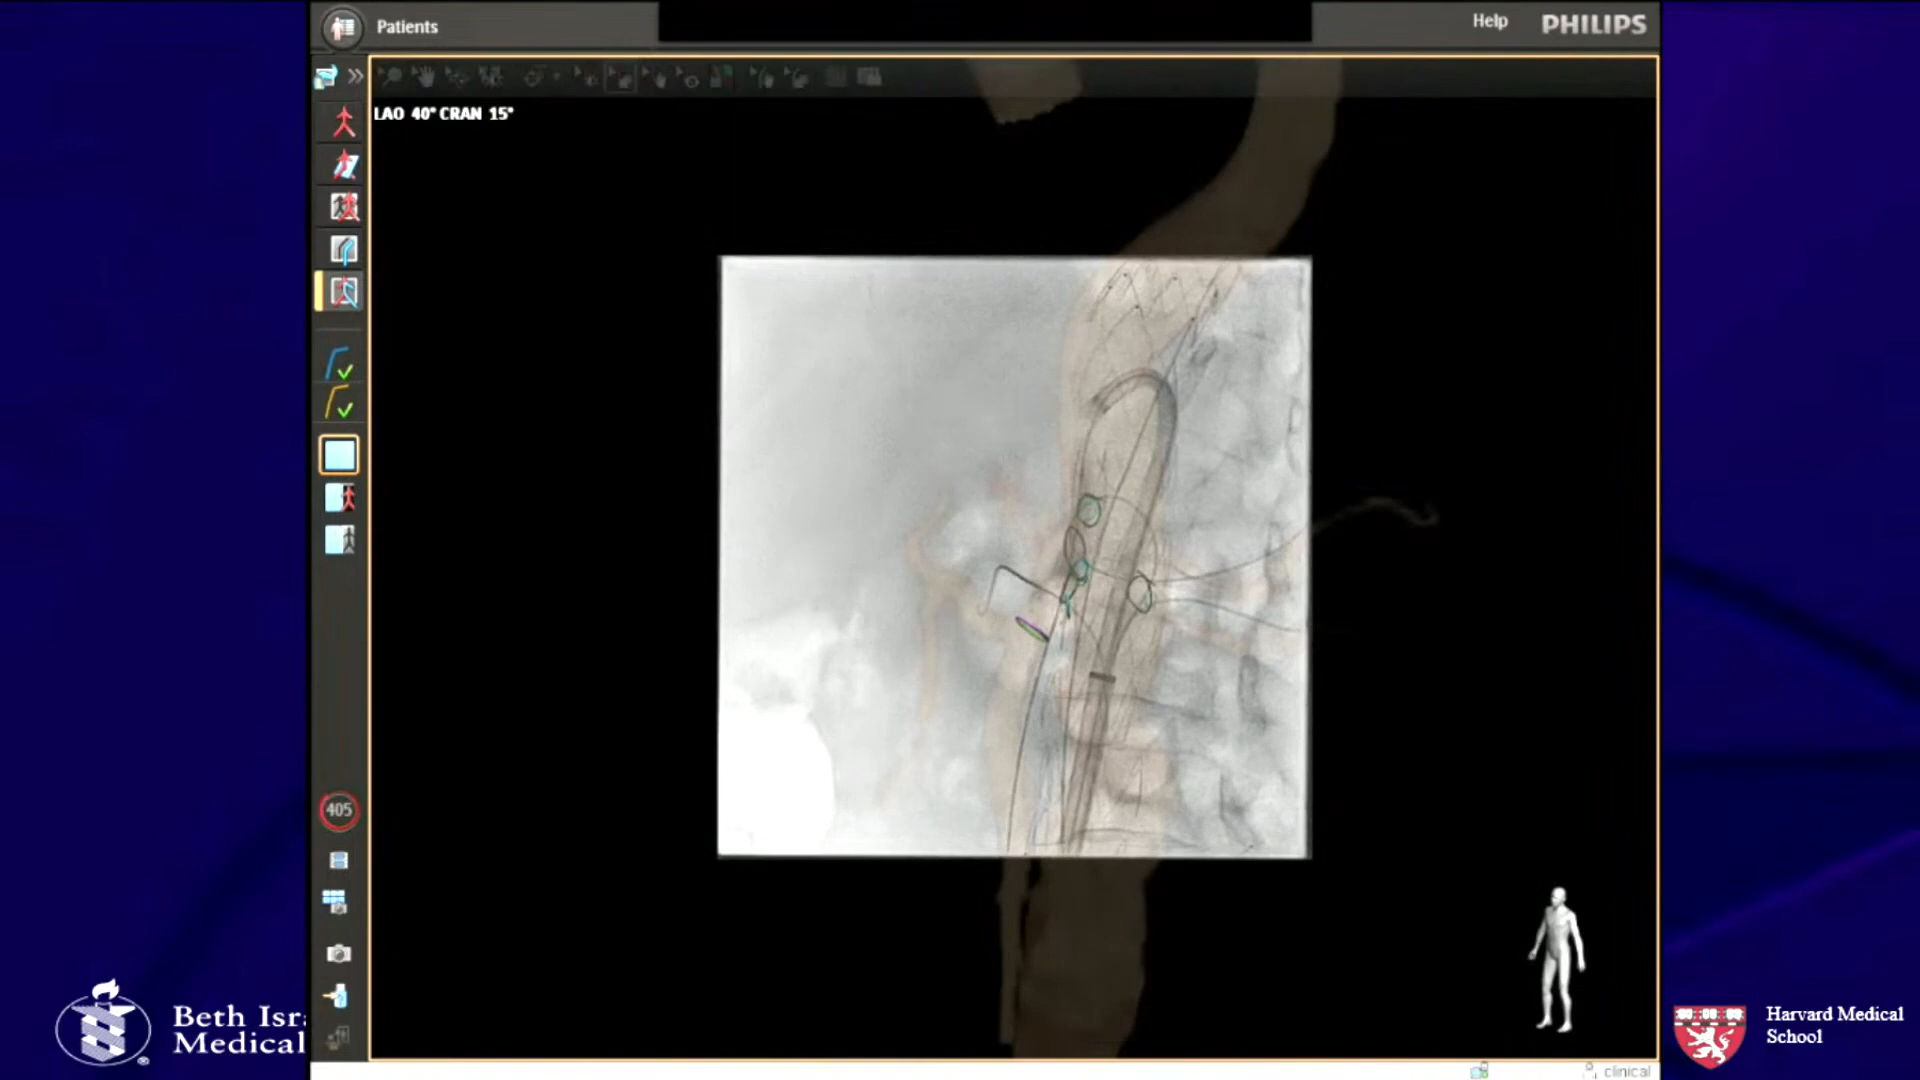 Patients
Help
PHILIPS
LAO 40° CRAN 15°
405
Beth Isr
Medical
Harvard Medical
School
clinical